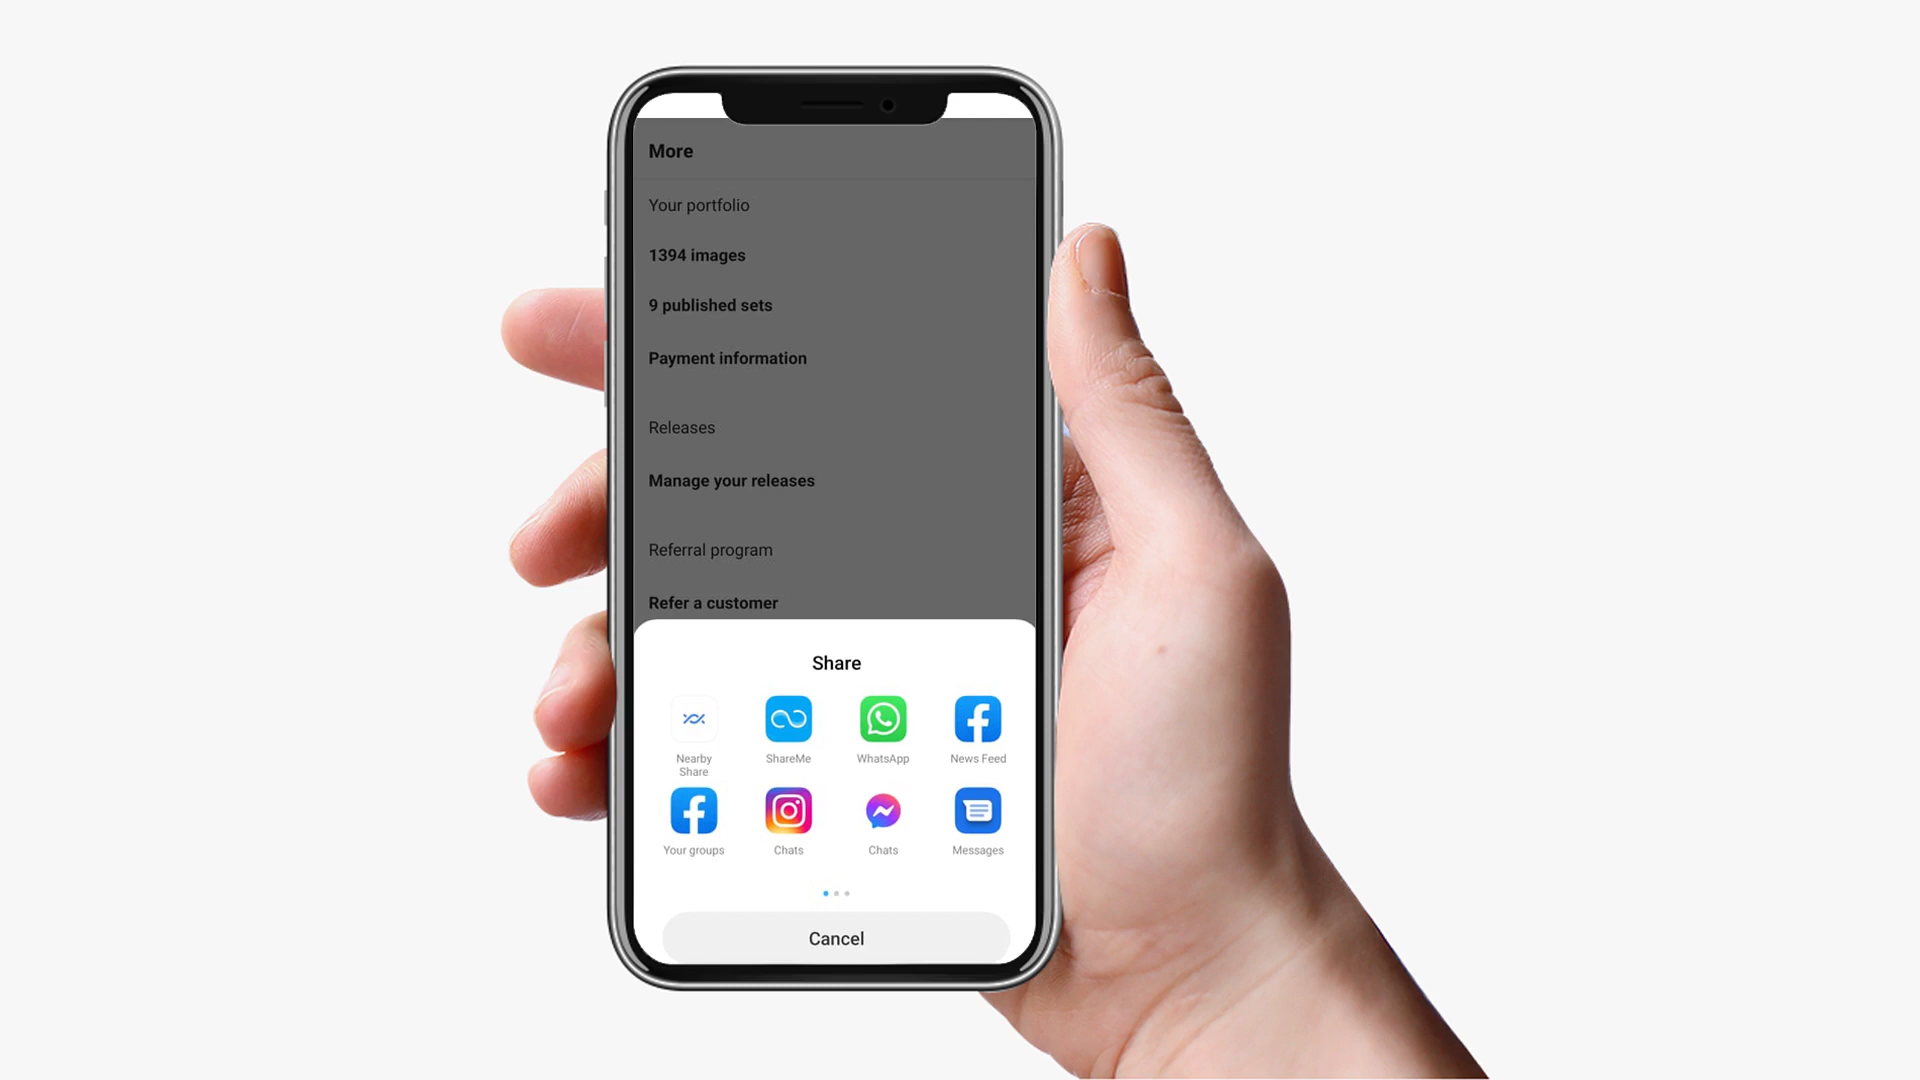 More
Your portfolio
1394 images
9 published sets
Payment information
Releases
Manage your releases
Referral program
Refer a customer
Share
Nearby
Share
ShareMe
WhatsApp
News Feed
Your groups
Chats
Chats
Messages
Cancel